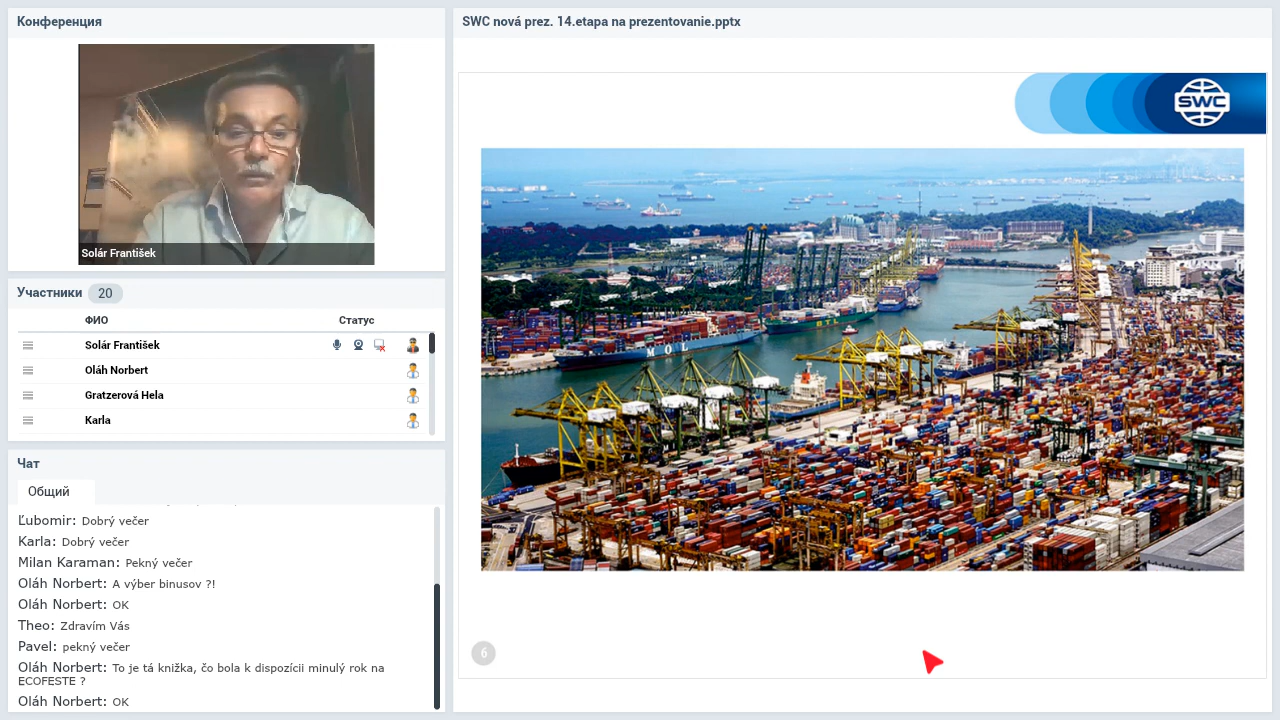 Конференция
Solár František
Участники 20
ФИО Статус
Solár František
Oláh Norbert
Gratzerová Hela
Karla
Чат
Общий
Ľubomir: Dobrý večer
Karla: Dobrý večer
Milan Karaman: Pekný večer
Oláh Norbert: A výber binusov ?!
Oláh Norbert: OK
Theo: Zdravím Vás
Pavel: pekný večer
Oláh Norbert: To je tá knižka, čo bola k dispozícii minulý rok na
ECOFESTE ?
Oláh Norbert: OK
SWC nová prez. 14.etapa na prezentovanie.pptx
SWC
MOL
6